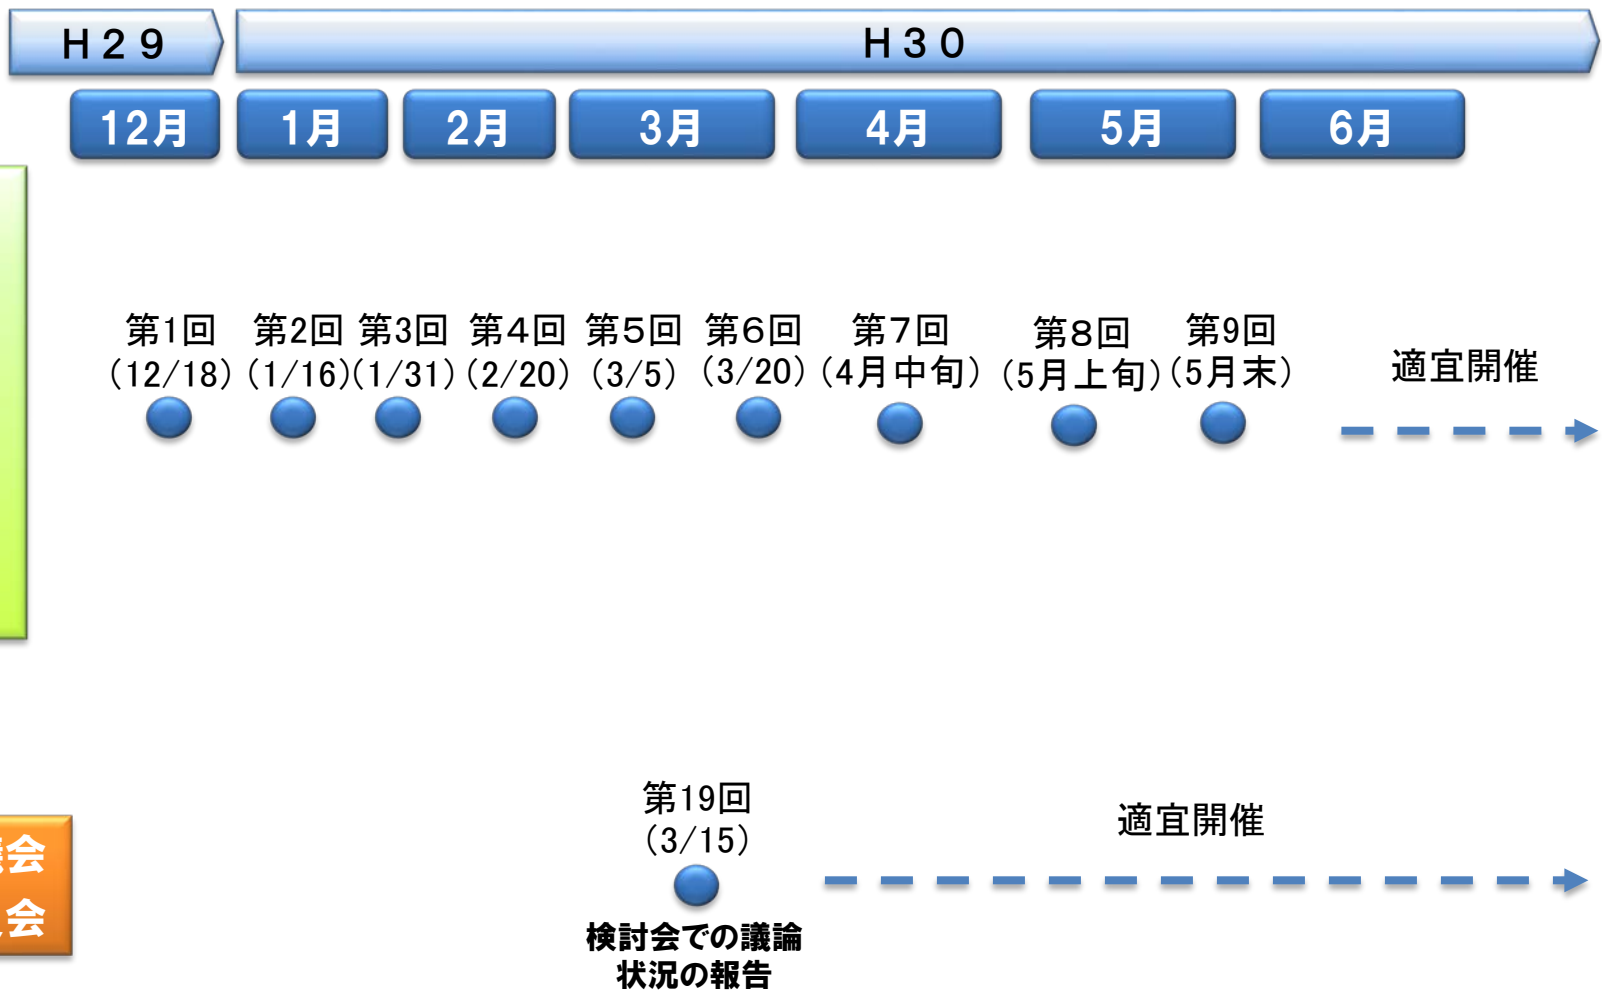 H29
H30
12月
1月
2月
3月
4月
5月
6月
第1回
(12/18)
第2回
(1/16)
第3回
(1/31)
第4回
(2/20)
第5回
(3/5)
第6回
(3/20)
第7回
(4月中旬)
第8回
(5月上旬)
第9回
(5月末)
適宜開催
第19回
(3/15)
検討会での議論
状況の報告
適宜開催
会
会